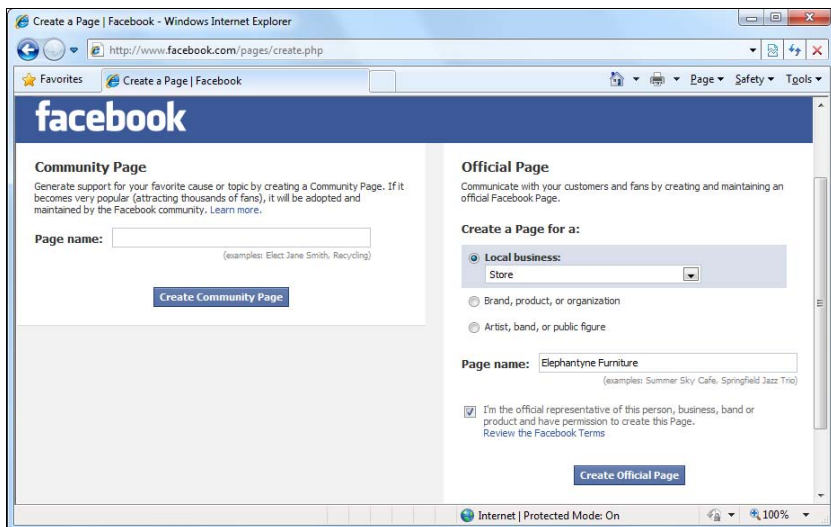 Create a Page | Facebook - Windows Internet Explorer
http://www.facebook.com/pages/create.php
Favorites
Create a Page | Facebook
Page
Safety
Tools
facebook
Community Page
Generate support for your favorite cause or topic by creating a Community Page. If it
becomes very popular (attracting thousands of fans), it will be adopted and
maintained by the Facebook community. Learn more.
Page name:
(examples: Elect Jane Smith, Recycling)
Create Community Page
Official Page
Communicate with your customers and fans by creating and maintaining an
official Facebook Page.
Create a Page for a:
Local business:
Store
Brand, product, or organization
Artist, band, or public figure
Page name: Elephantyne Furniture
(examples: Summer Sky Cafe, Springfield Jazz Trio)
I'm the official representative of this person, business, band or
product and have permission to create this Page.
Review the Facebook Terms
Create Official Page
Internet | Protected Mode: On
100%